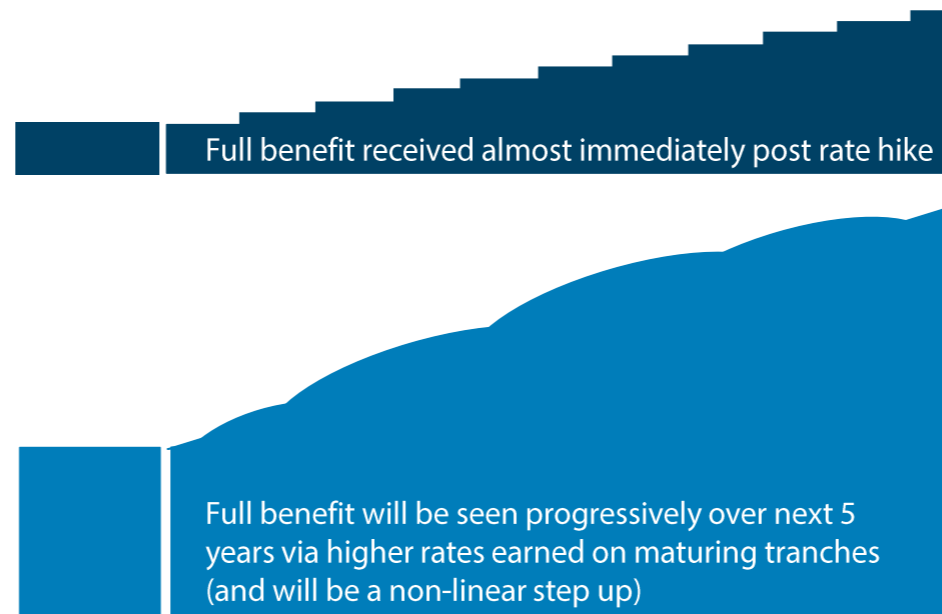 Full benefit received almost immediately post rate hike
Full benefit will be seen progressively over next 5
years via higher rates earned on maturing tranches
(and will be a non-linear step up)